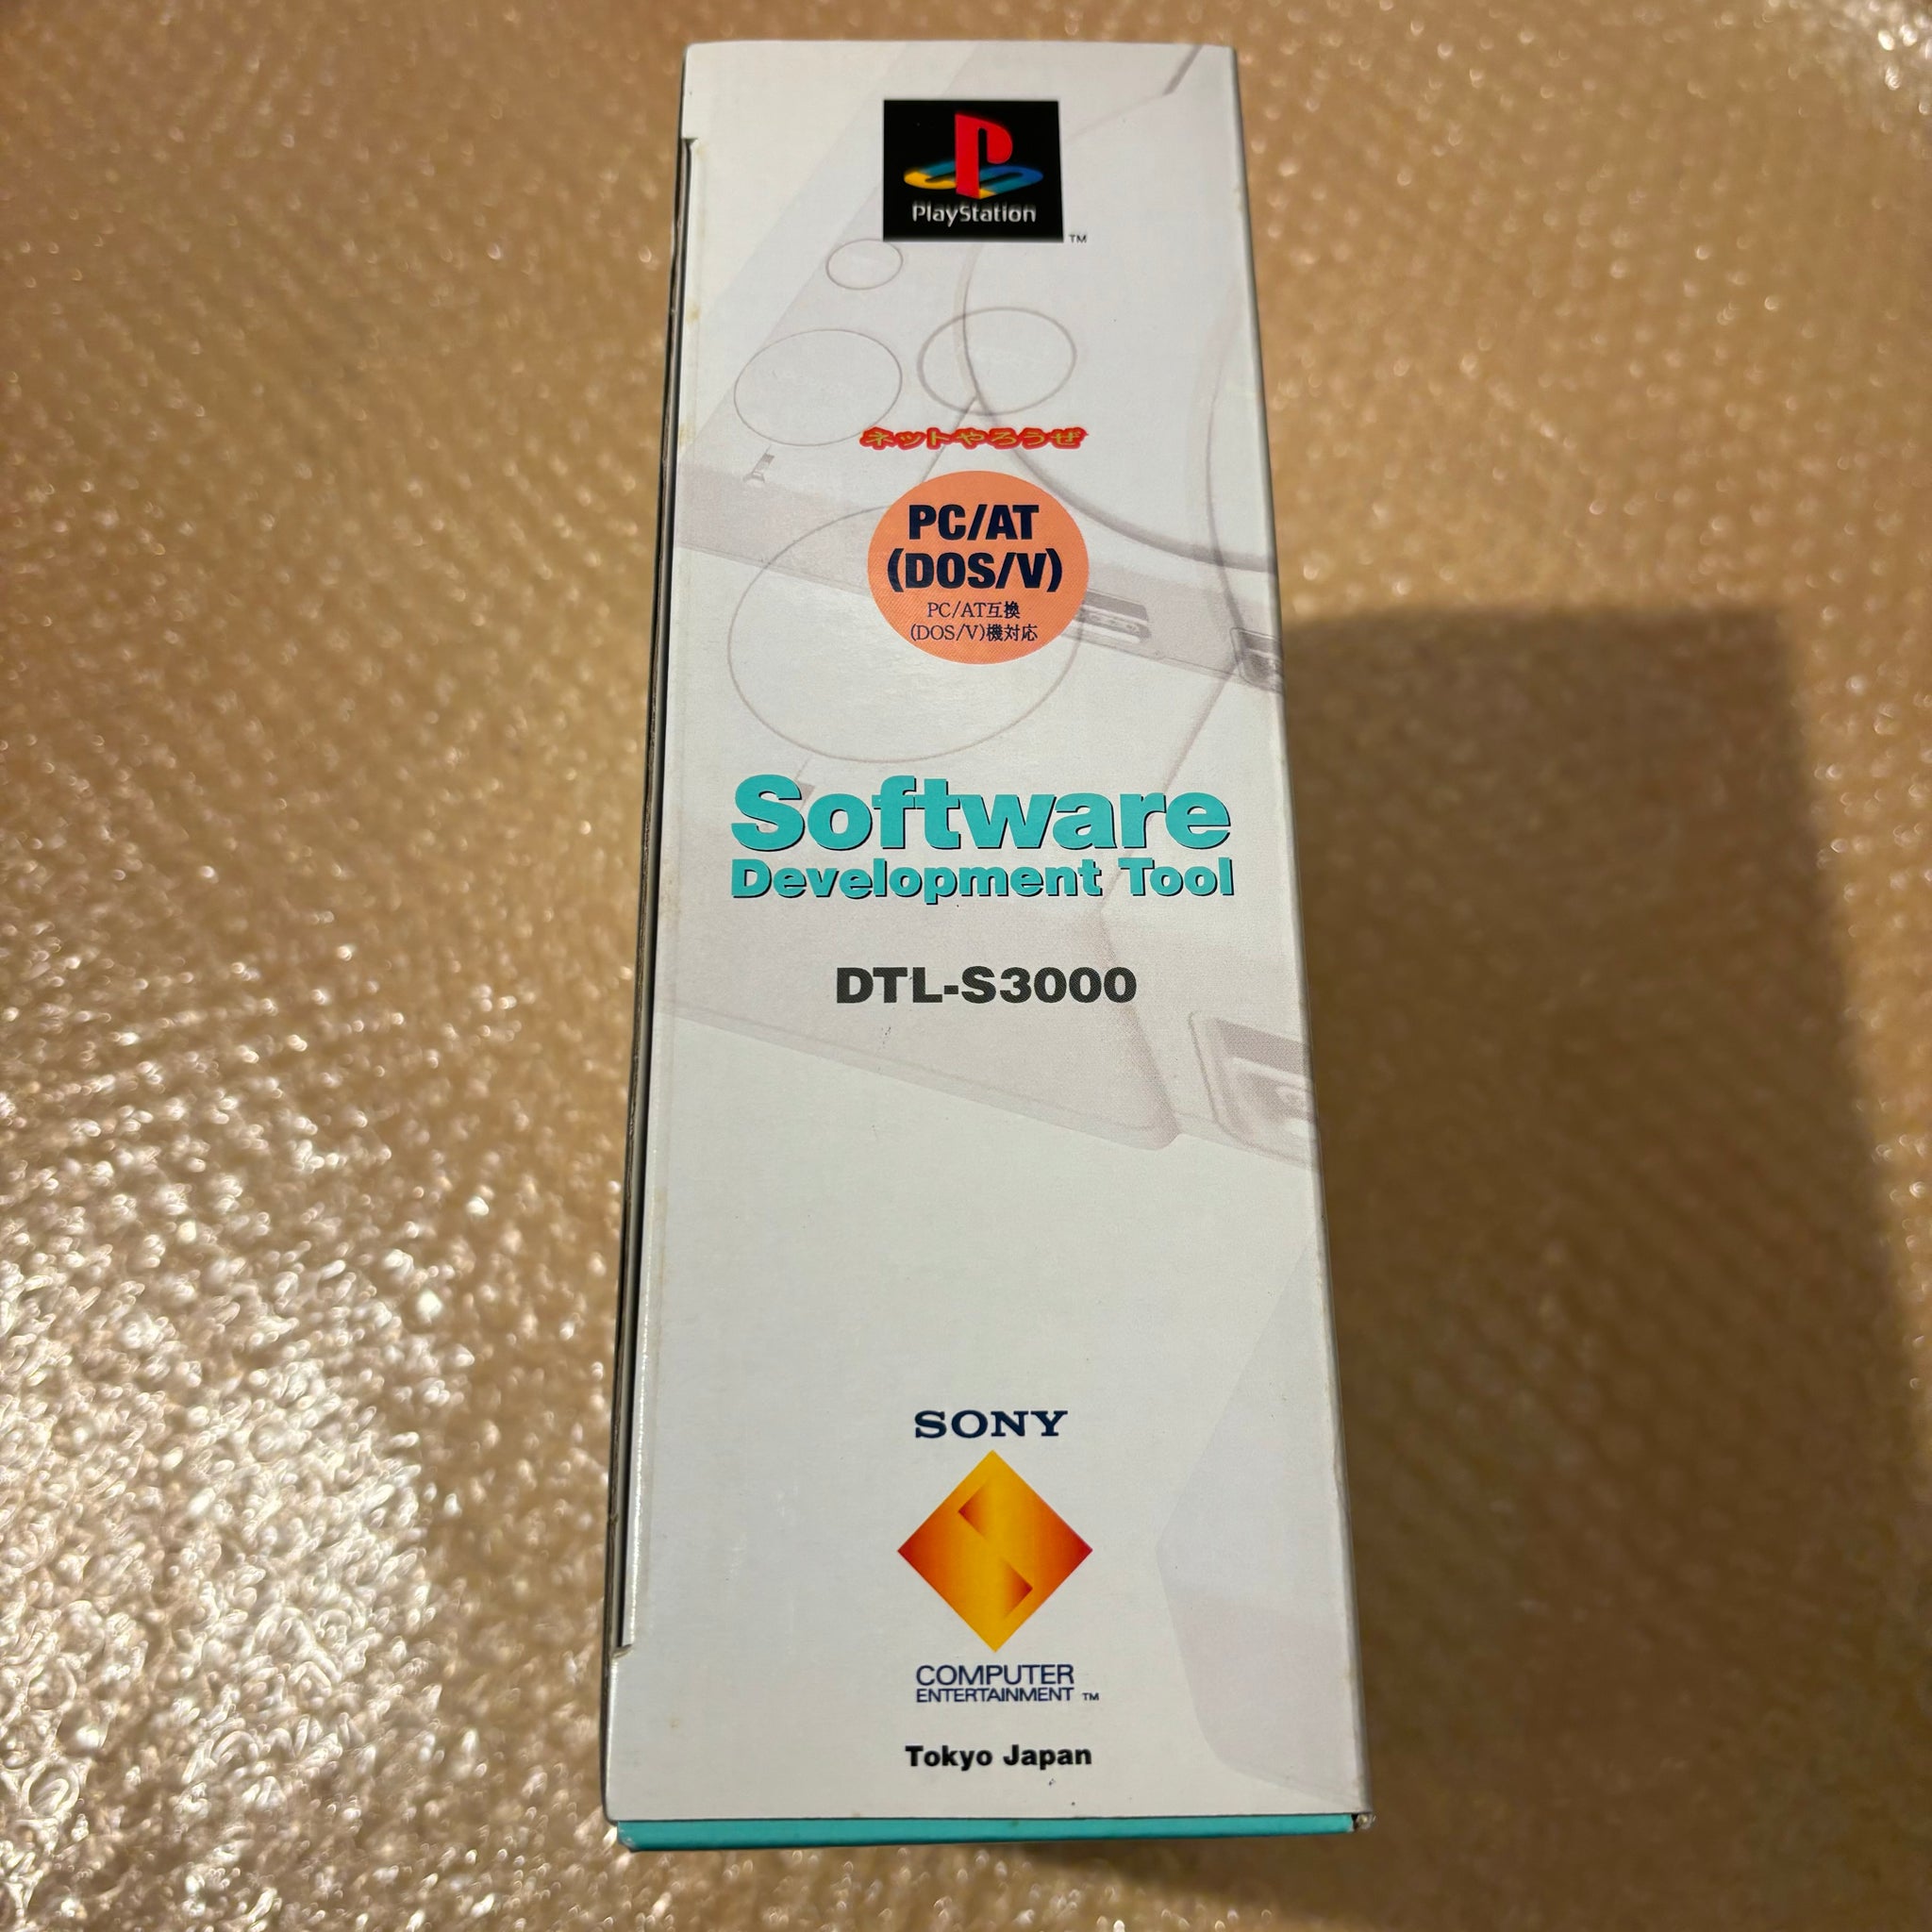 PlayStation
TM
ネットやろうぜ
PC/AT
(DOS/V)
PC/AT互換
(DOS/V)機対応
Software
Development Tool
DTL-S3000
SONY
COMPUTER
ENTERTAINMENT TM
Tokyo Japan